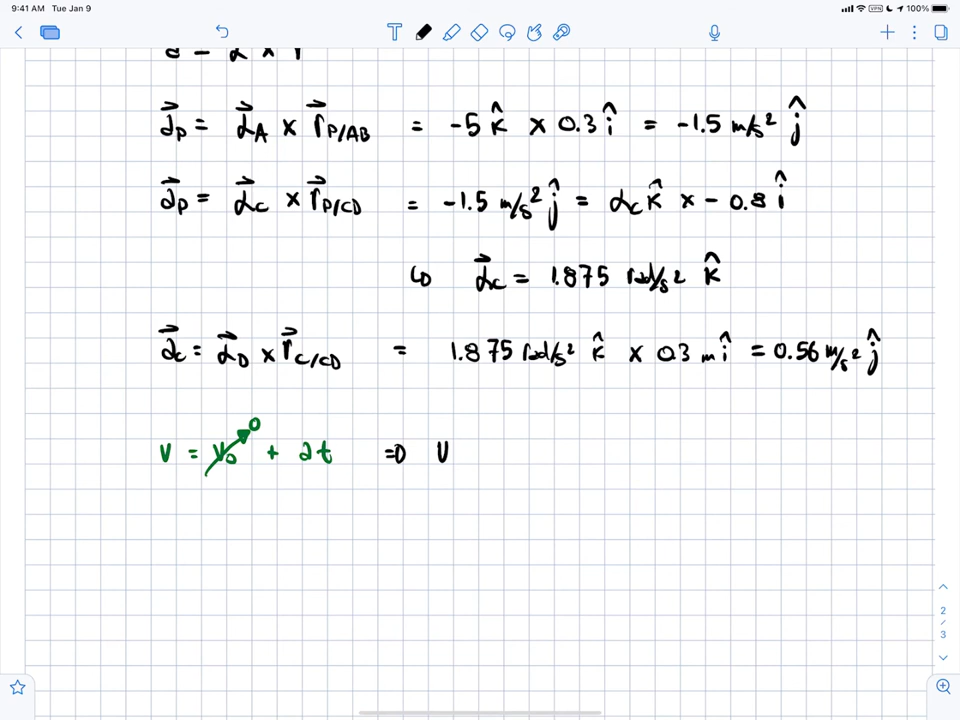 9:41 AM Tue Jan 9
VPN 100%
a = α × r
a⃗P = α⃗A × r⃗P/AB = -5 k̂ × 0.3 î = -1.5 m/s² ĵ
a⃗P = α⃗C × r⃗P/CD = -1.5 m/s² ĵ = αC k̂ × - 0.8 î
↳ α⃗C = 1.875 rad/s² k̂
a⃗C = α⃗D × r⃗C/CD = 1.875 rad/s² k̂ × 0.3 m î = 0.56 m/s² ĵ
v = v₀ 0 + at ⇒ v
2
/
3